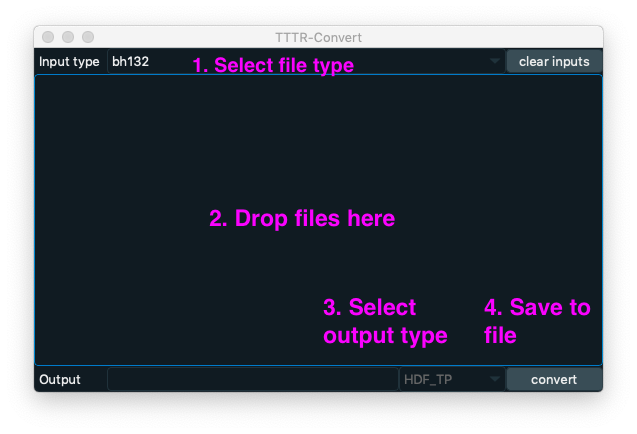 TTTR-Convert
Input type bh132 1. Select file type clear inputs
2. Drop files here
3. Select
output type
4. Save to
file
Output HDF_TP convert